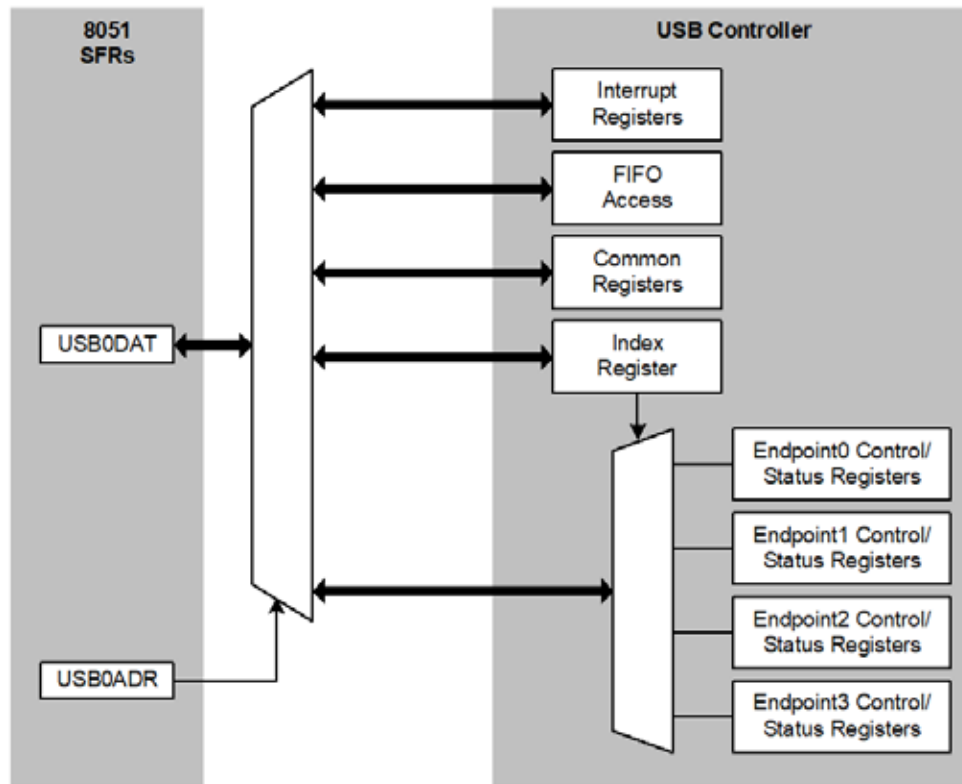 8051
SFRs
USB Controller
Interrupt
Registers
FIFO
Access
Common
Registers
USB0DAT
Index
Register
Endpoint0 Control/
Status Registers
Endpoint1 Control/
Status Registers
Endpoint2 Control/
Status Registers
USB0ADR
Endpoint3 Control/
Status Registers